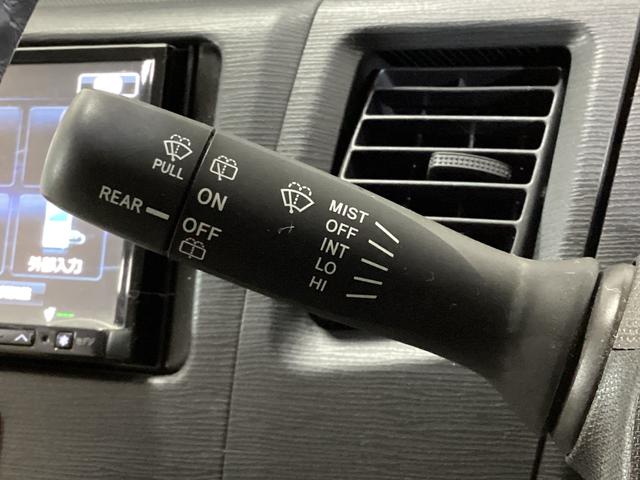 PULL
REAR
ON
OFF
MIST
OFF
INT
LO
HI
外部入力